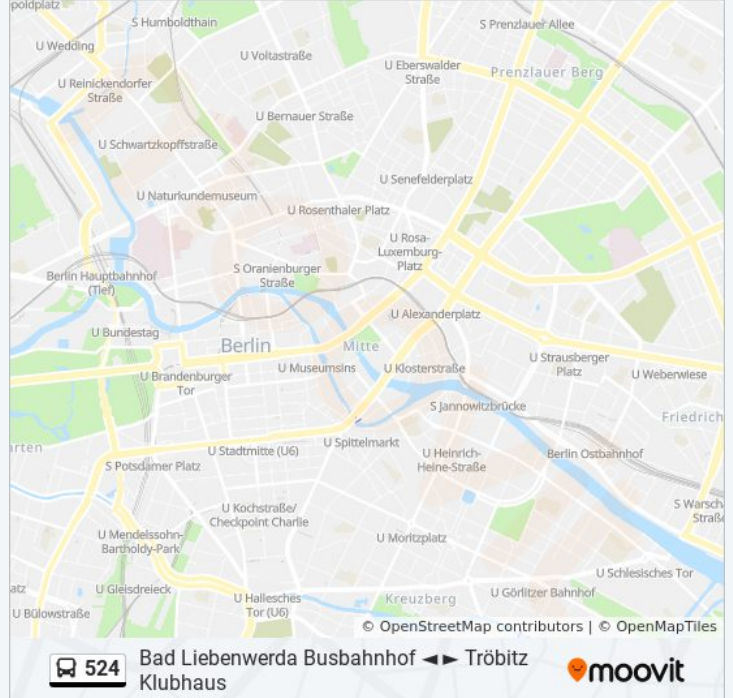 poldplatz
S Humboldthain
S Prenzlauer Allee
U Wedding
U Voltastraße
U Eberswalder
Straße
Prenzlauer Berg
U Reinickendorfer
Straße
U Bernauer Straße
U Schwartzkopffstraße
U Senefelderplatz
U Naturkundemuseum
U Rosenthaler Platz
U Rosa-
Luxemburg-
Platz
S Oranienburger
Straße
Berlin Hauptbahnhof
(Tief)
U Alexanderplatz
U Bundestag
Berlin
Mitte
U Strausberger
Platz
U Museumsins
U Klosterstraße
U Weberwiese
U Brandenburger
Tor
S Jannowitzbrücke
Friedrich
rten
U Stadtmitte (U6)
U Spittelmarkt
U Heinrich-
Heine-Straße
Berlin Ostbahnhof
S Potsdamer Platz
S Warsch
Straße
U Kochstraße/
Checkpoint Charlie
U Mendelssohn-
Bartholdy-Park
U Moritzplatz
U Schlesisches Tor
atz
U Gleisdreieck
U Hallesches
Tor (U6)
Kreuzberg
U Görlitzer Bahnhof
U Bülowstraße
© OpenStreetMap contributors | © OpenMapTiles
524
Bad Liebenwerda Busbahnhof ◄► Tröbitz
Klubhaus
moovit